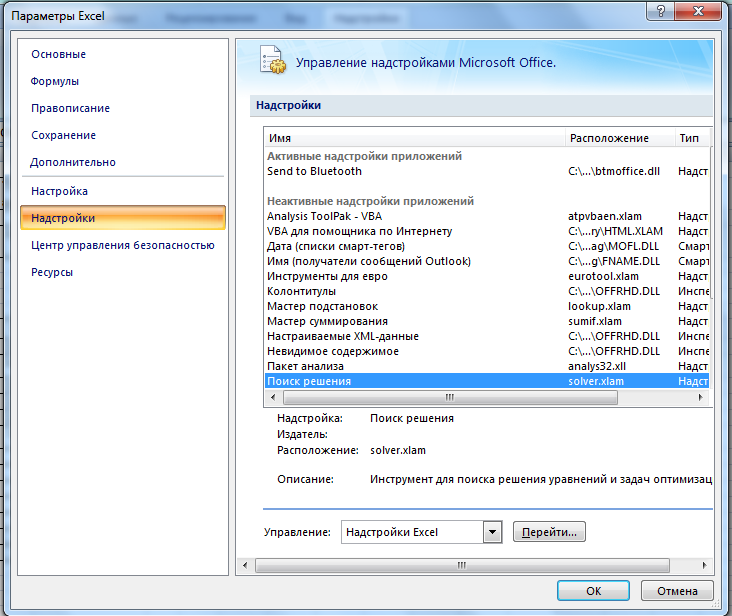 Параметры Excel
Основные
Формулы
Правописание
Сохранение
Дополнительно
Настройка
Надстройки
Центр управления безопасностью
Ресурсы
Управление надстройками Microsoft Office.
Надстройки
Имя Расположение Тип
Активные надстройки приложений
Send to Bluetooth C:\...\btmoffice.dll Надст
Неактивные надстройки приложений
Analysis ToolPak - VBA atpvbaen.xlam Надст
VBA для помощника по Интернету C:\...ry\HTML.XLAM Надст
Дата (списки смарт-тегов) C:\...ag\MOFL.DLL Смарт
Имя (получатели сообщений Outlook) C:\...g\FNAME.DLL Смарт
Инструменты для евро eurotool.xlam Надст
Колонтитулы C:\...\OFFRHD.DLL Инспе
Мастер подстановок lookup.xlam Надст
Мастер суммирования sumif.xlam Надст
Настраиваемые XML-данные C:\...\OFFRHD.DLL Инспе
Невидимое содержимое C:\...\OFFRHD.DLL Инспе
Пакет анализа analys32.xll Надст
Поиск решения solver.xlam Надст
Надстройка: Поиск решения
Издатель:
Расположение: solver.xlam
Описание: Инструмент для поиска решения уравнений и задач оптимизац
Управление: Надстройки Excel Перейти...
ОК Отмена